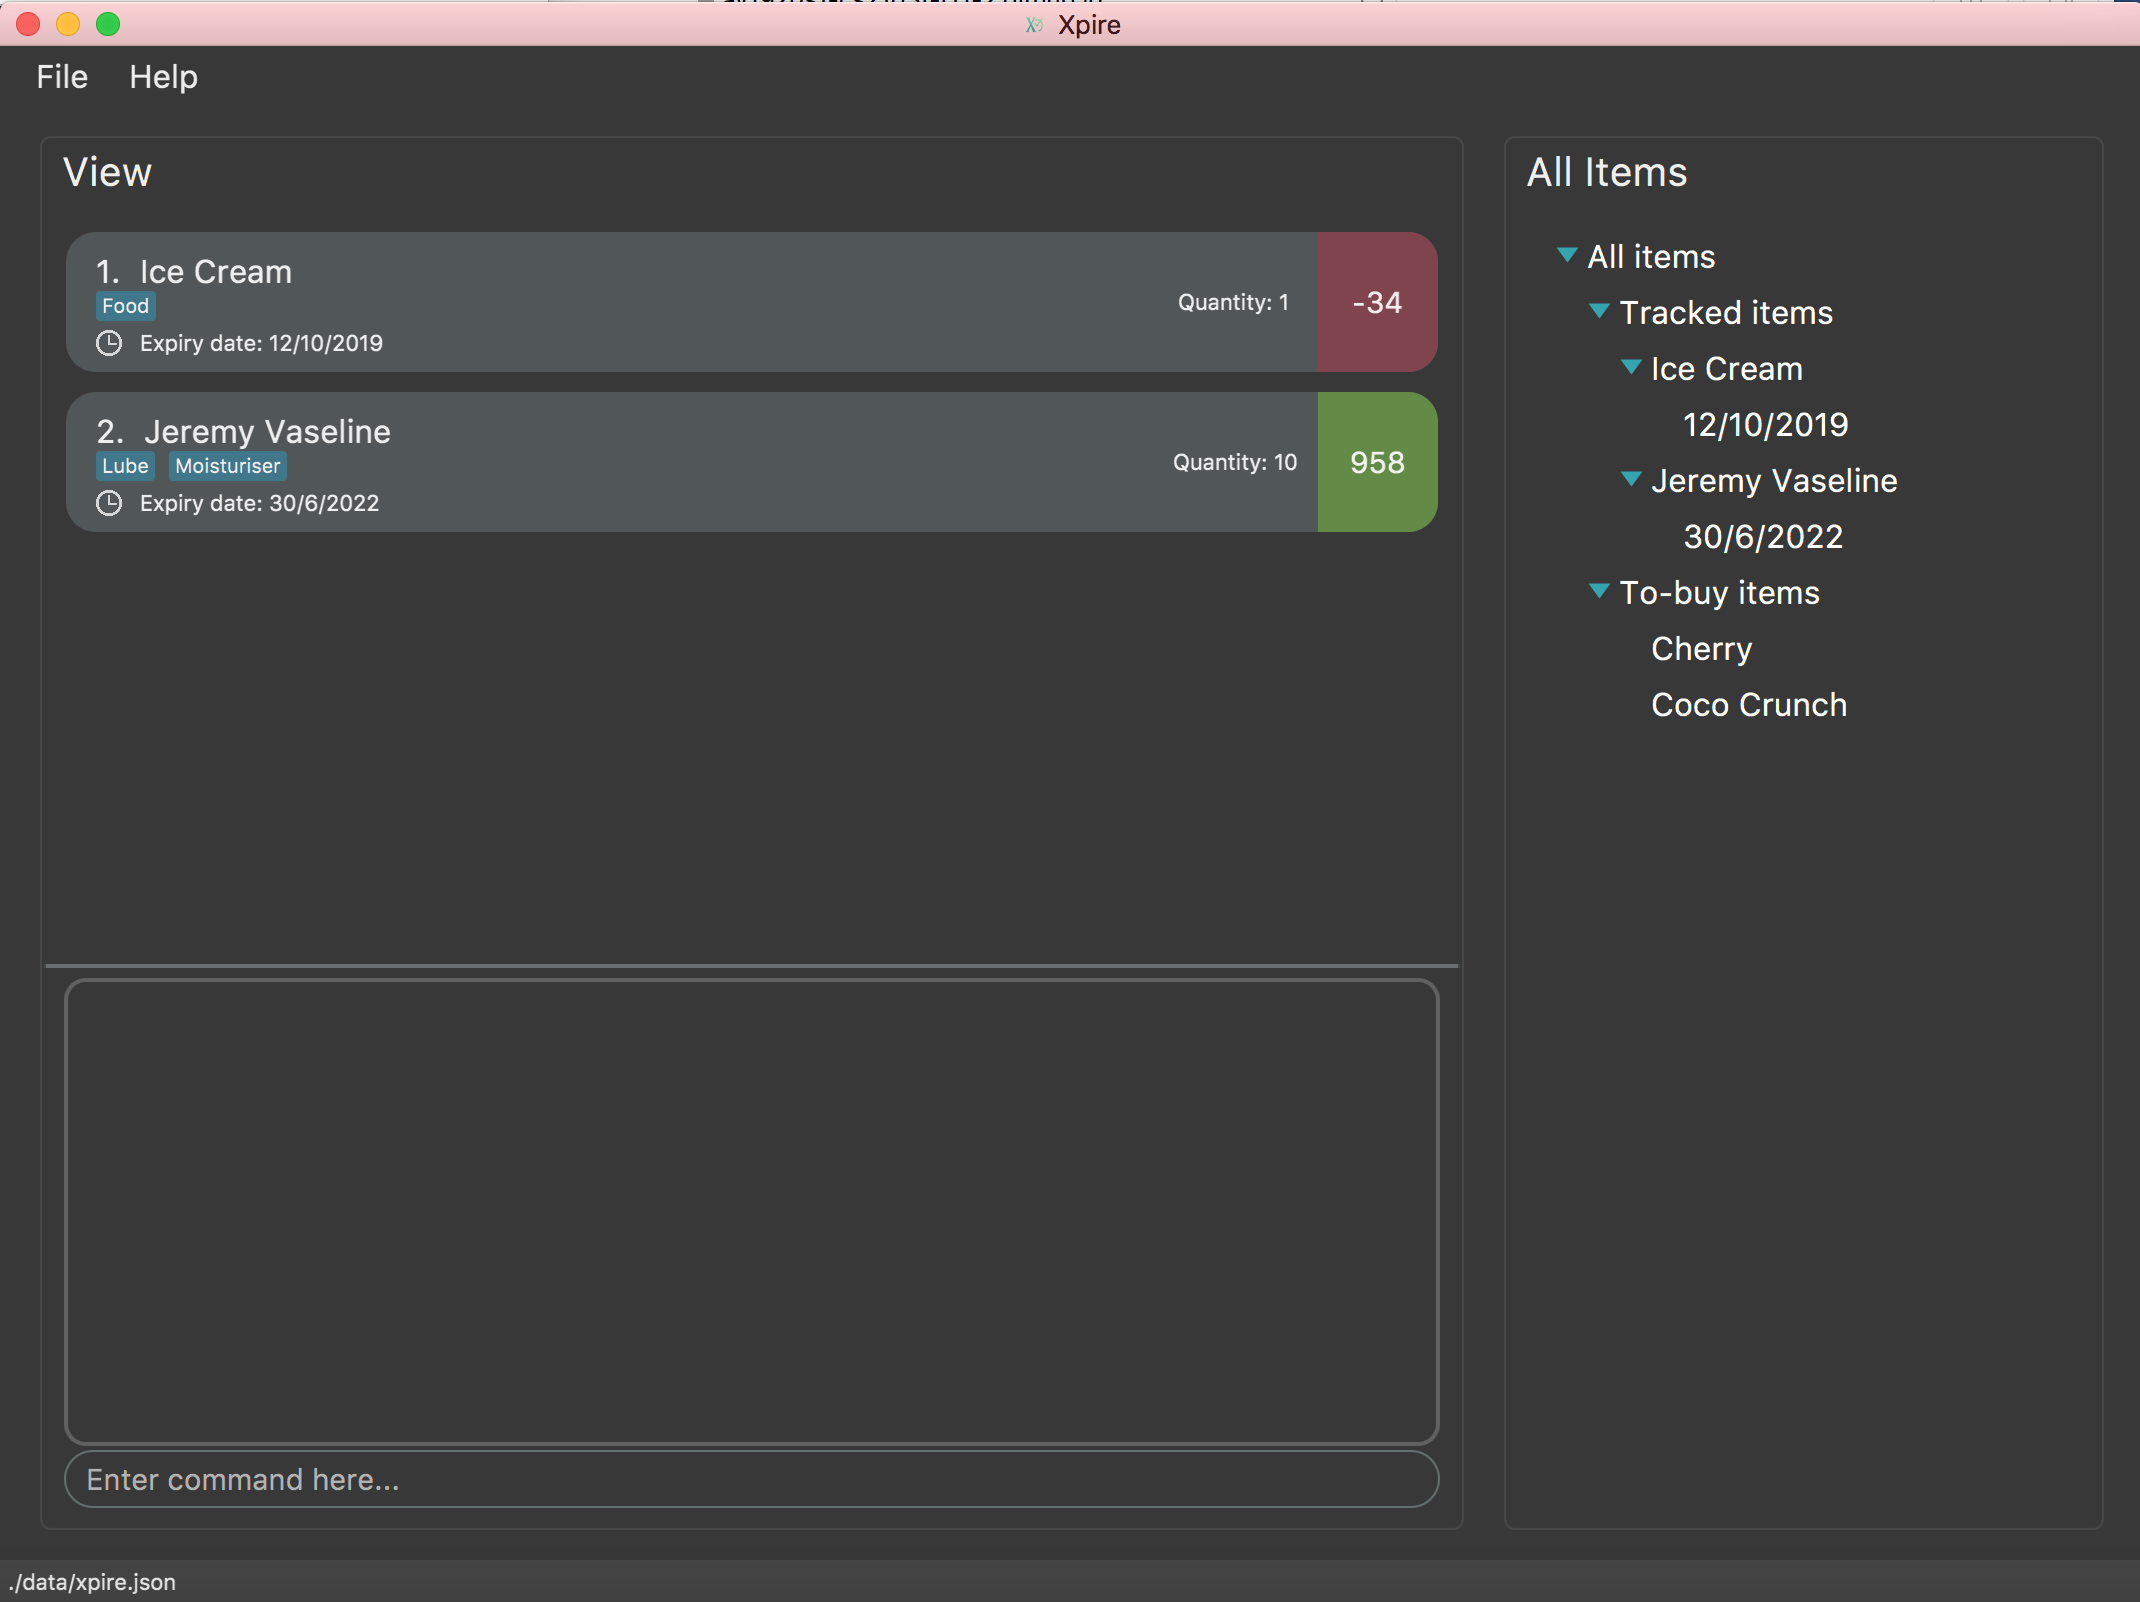 Xpire
File Help
View
1. Ice Cream
Food
Expiry date: 12/10/2019
Quantity: 1
-34
2. Jeremy Vaseline
Lube Moisturiser
Expiry date: 30/6/2022
Quantity: 10
958
Enter command here...
All Items
All items
Tracked items
Ice Cream
12/10/2019
Jeremy Vaseline
30/6/2022
To-buy items
Cherry
Coco Crunch
./data/xpire.json